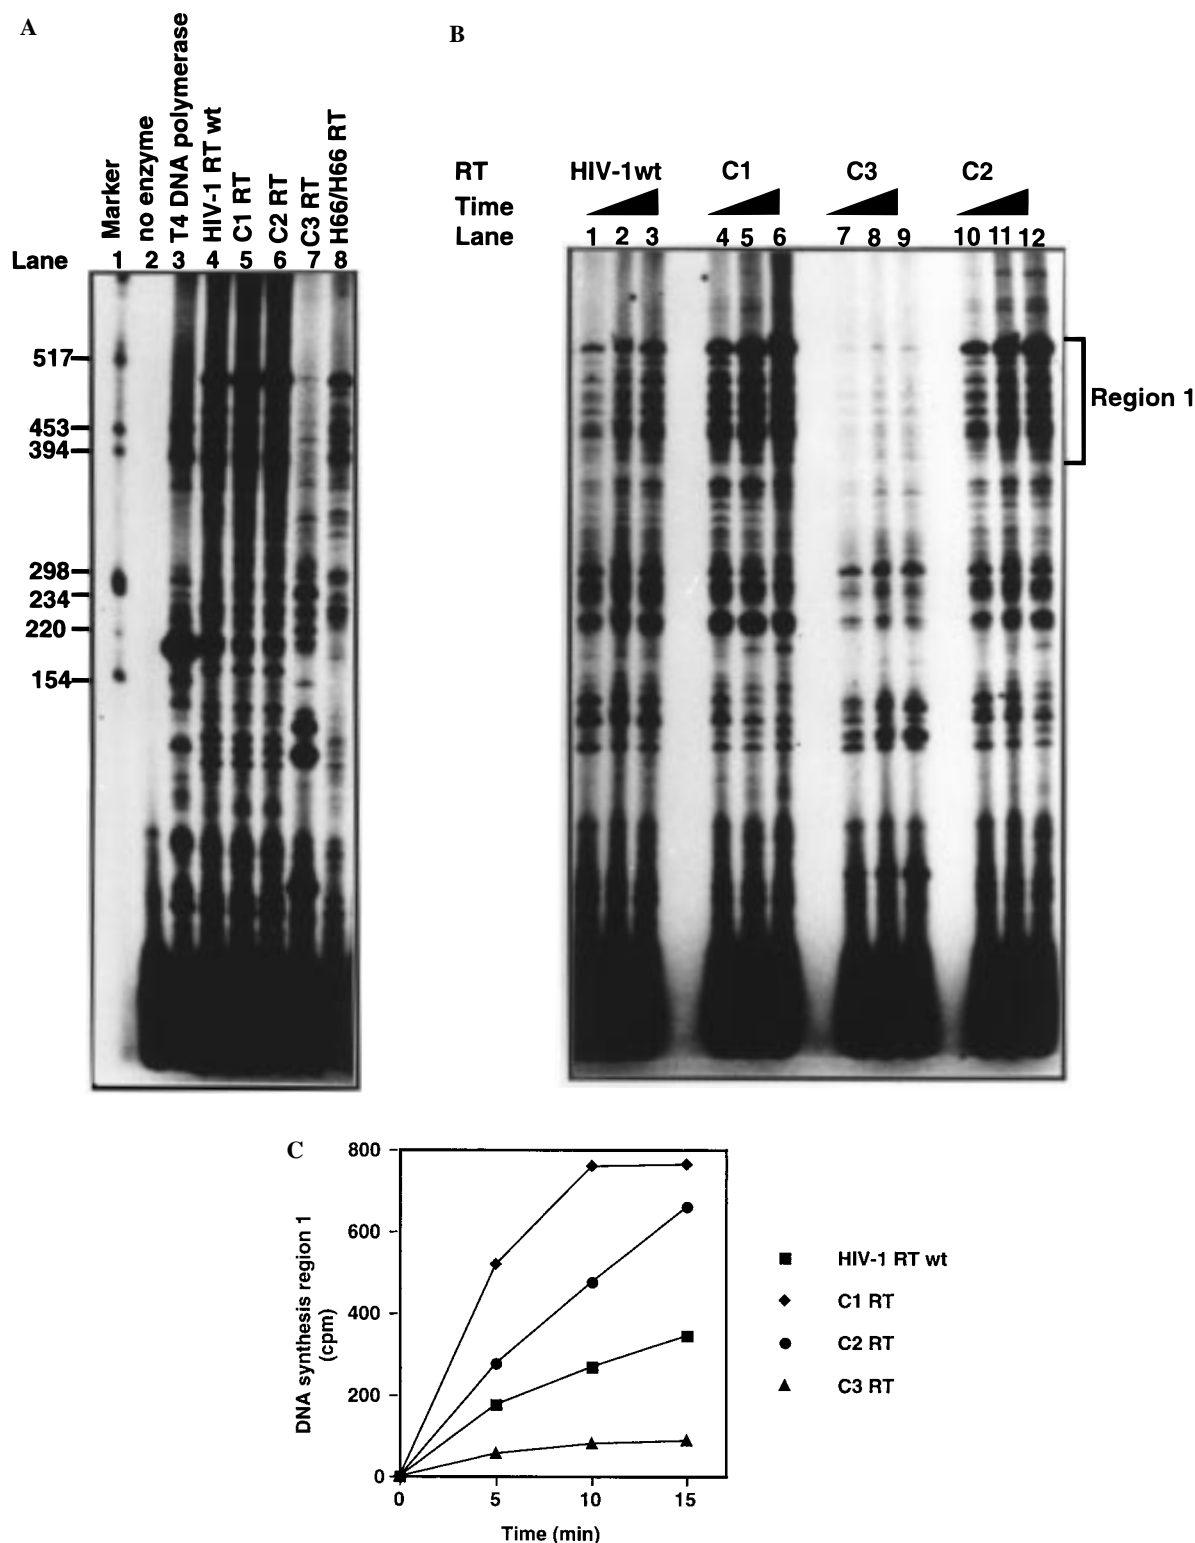 A
Marker
no enzyme
T4 DNA polymerase
HIV-1 RT wt
C1 RT
C2 RT
C3 RT
H66/H66 RT
Lane 1 2 3 4 5 6 7 8
517
453
394
298
234
220
154
B
RT HIV-1wt C1 C3 C2
Time
Lane 1 2 3 4 5 6 7 8 9 10 11 12
Region 1
C
DNA synthesis region 1
(cpm)
800
600
400
200
0
0 5 10 15
Time (min)
HIV-1 RT wt
C1 RT
C2 RT
C3 RT